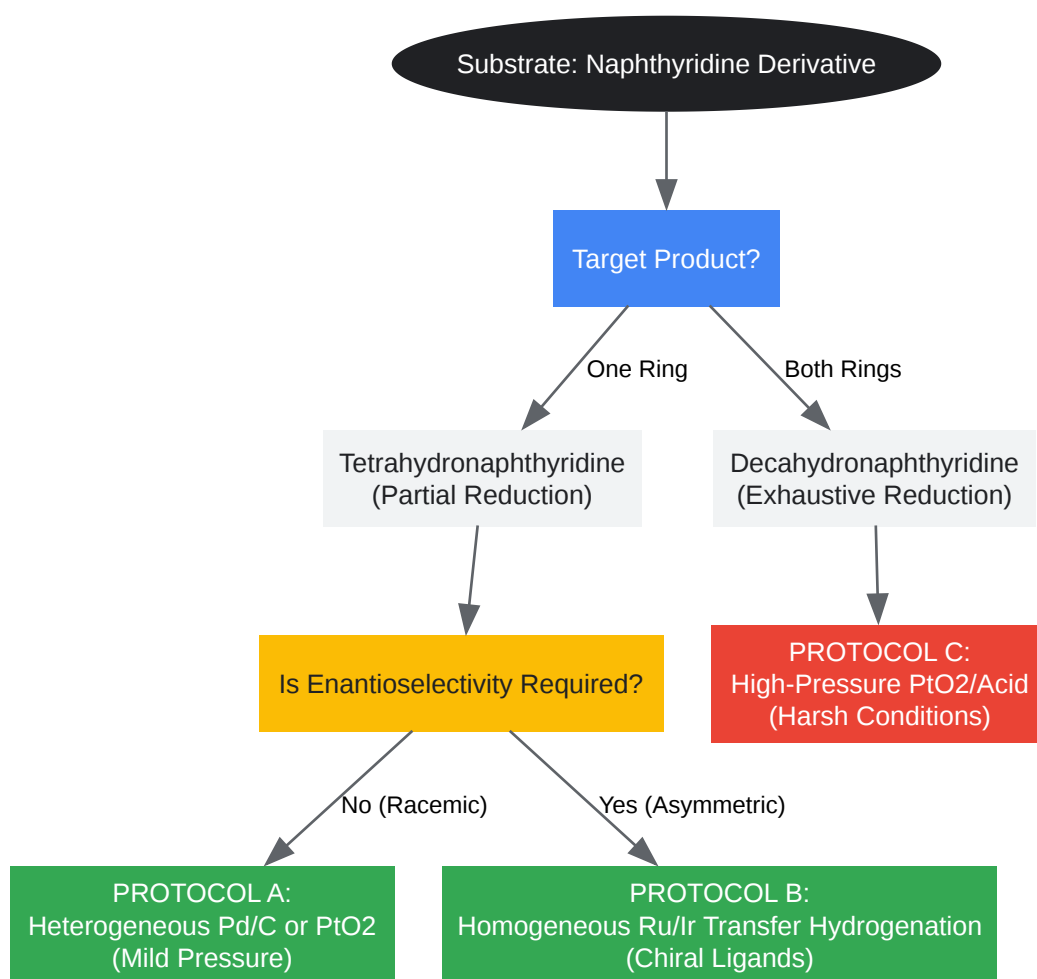 Substrate: Naphthyridine Derivative
Target Product?
One Ring
Both Rings
Tetrahydronaphthyridine
(Partial Reduction)
Decahydronaphthyridine
(Exhaustive Reduction)
Is Enantioselectivity Required?
PROTOCOL C:
High-Pressure PtO2/Acid
(Harsh Conditions)
No (Racemic)
Yes (Asymmetric)
PROTOCOL A:
Heterogeneous Pd/C or PtO2
(Mild Pressure)
PROTOCOL B:
Homogeneous Ru/Ir Transfer Hydrogenation
(Chiral Ligands)